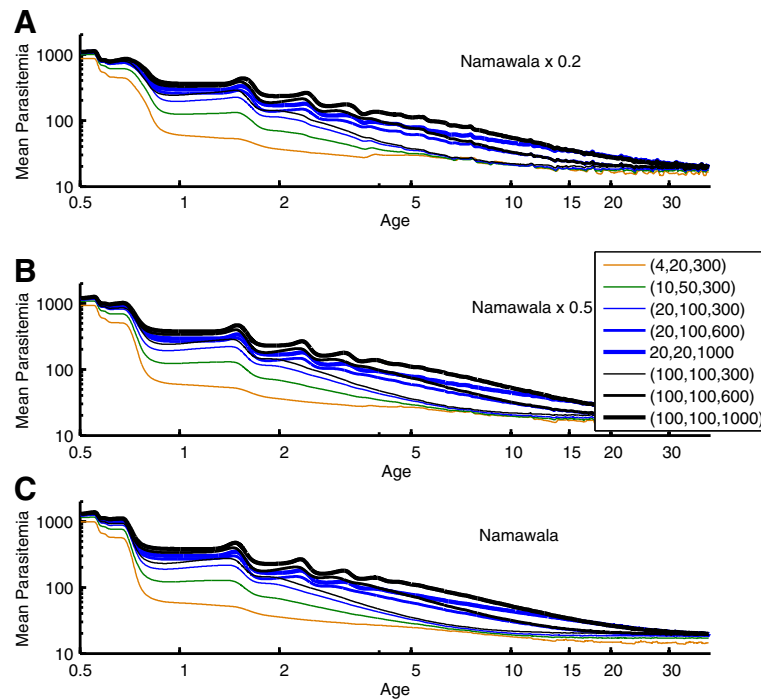 A
Namawala x 0.2
Mean Parasitemia
1000
100
10
0.5 1 2 5 10 15 20 30
Age
B
Namawala x 0.5
Mean Parasitemia
1000
100
10
0.5 1 2 5 10 15 20 30
Age
(4,20,300)
(10,50,300)
(20,100,300)
(20,100,600)
20,20,1000
(100,100,300)
(100,100,600)
(100,100,1000)
C
Namawala
Mean Parasitemia
1000
100
10
0.5 1 2 5 10 15 20 30
Age